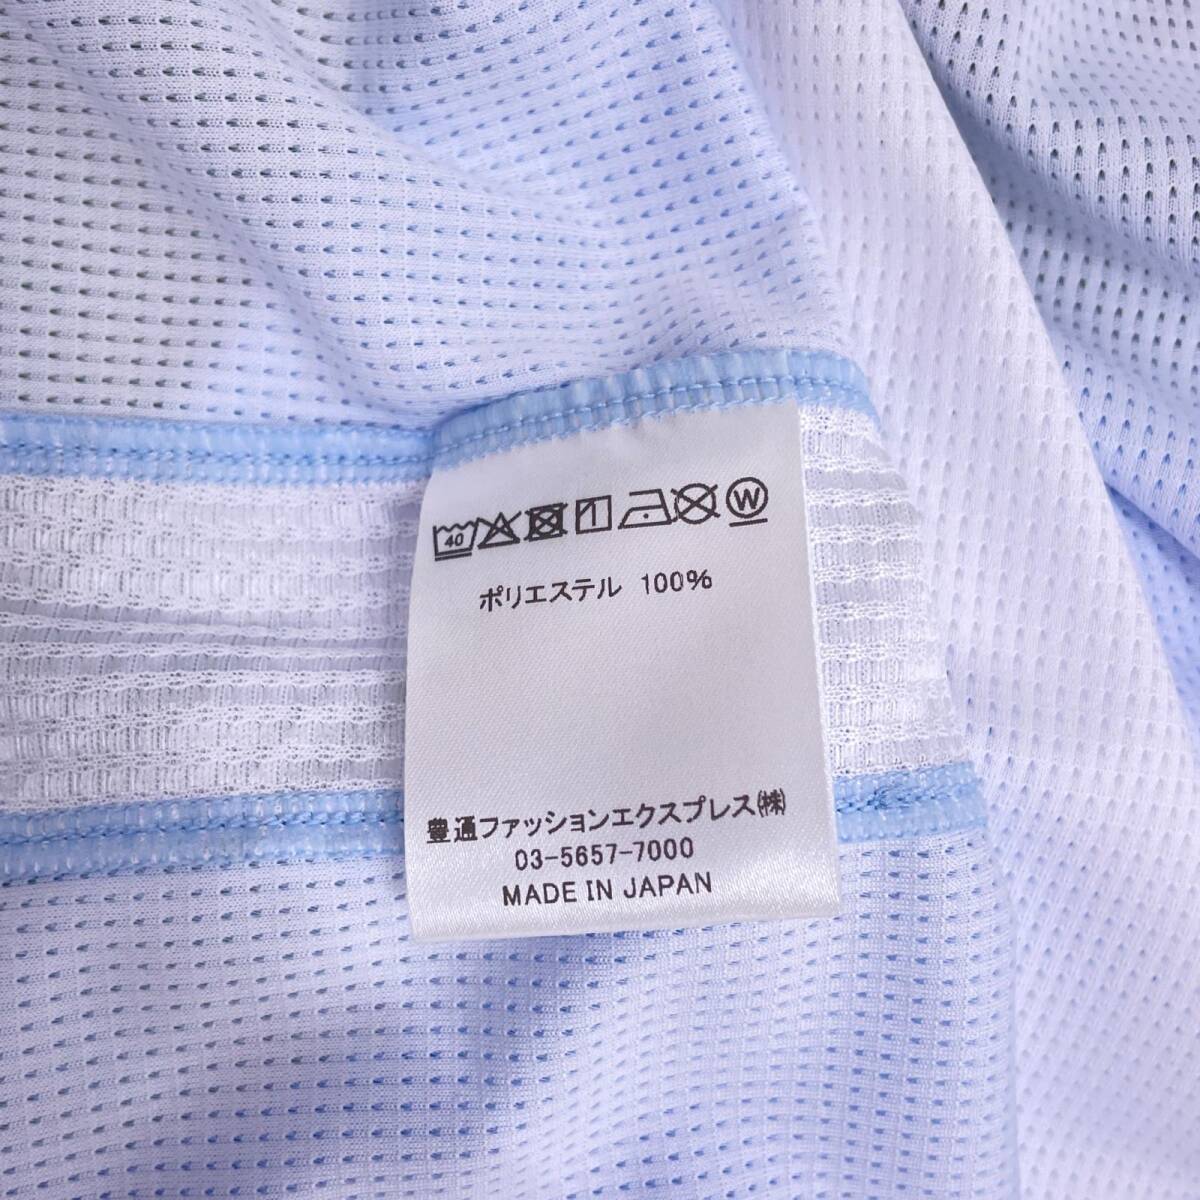 40 W
ポリエステル 100%
豊通ファッションエクスプレス㈱
03-5657-7000
MADE IN JAPAN